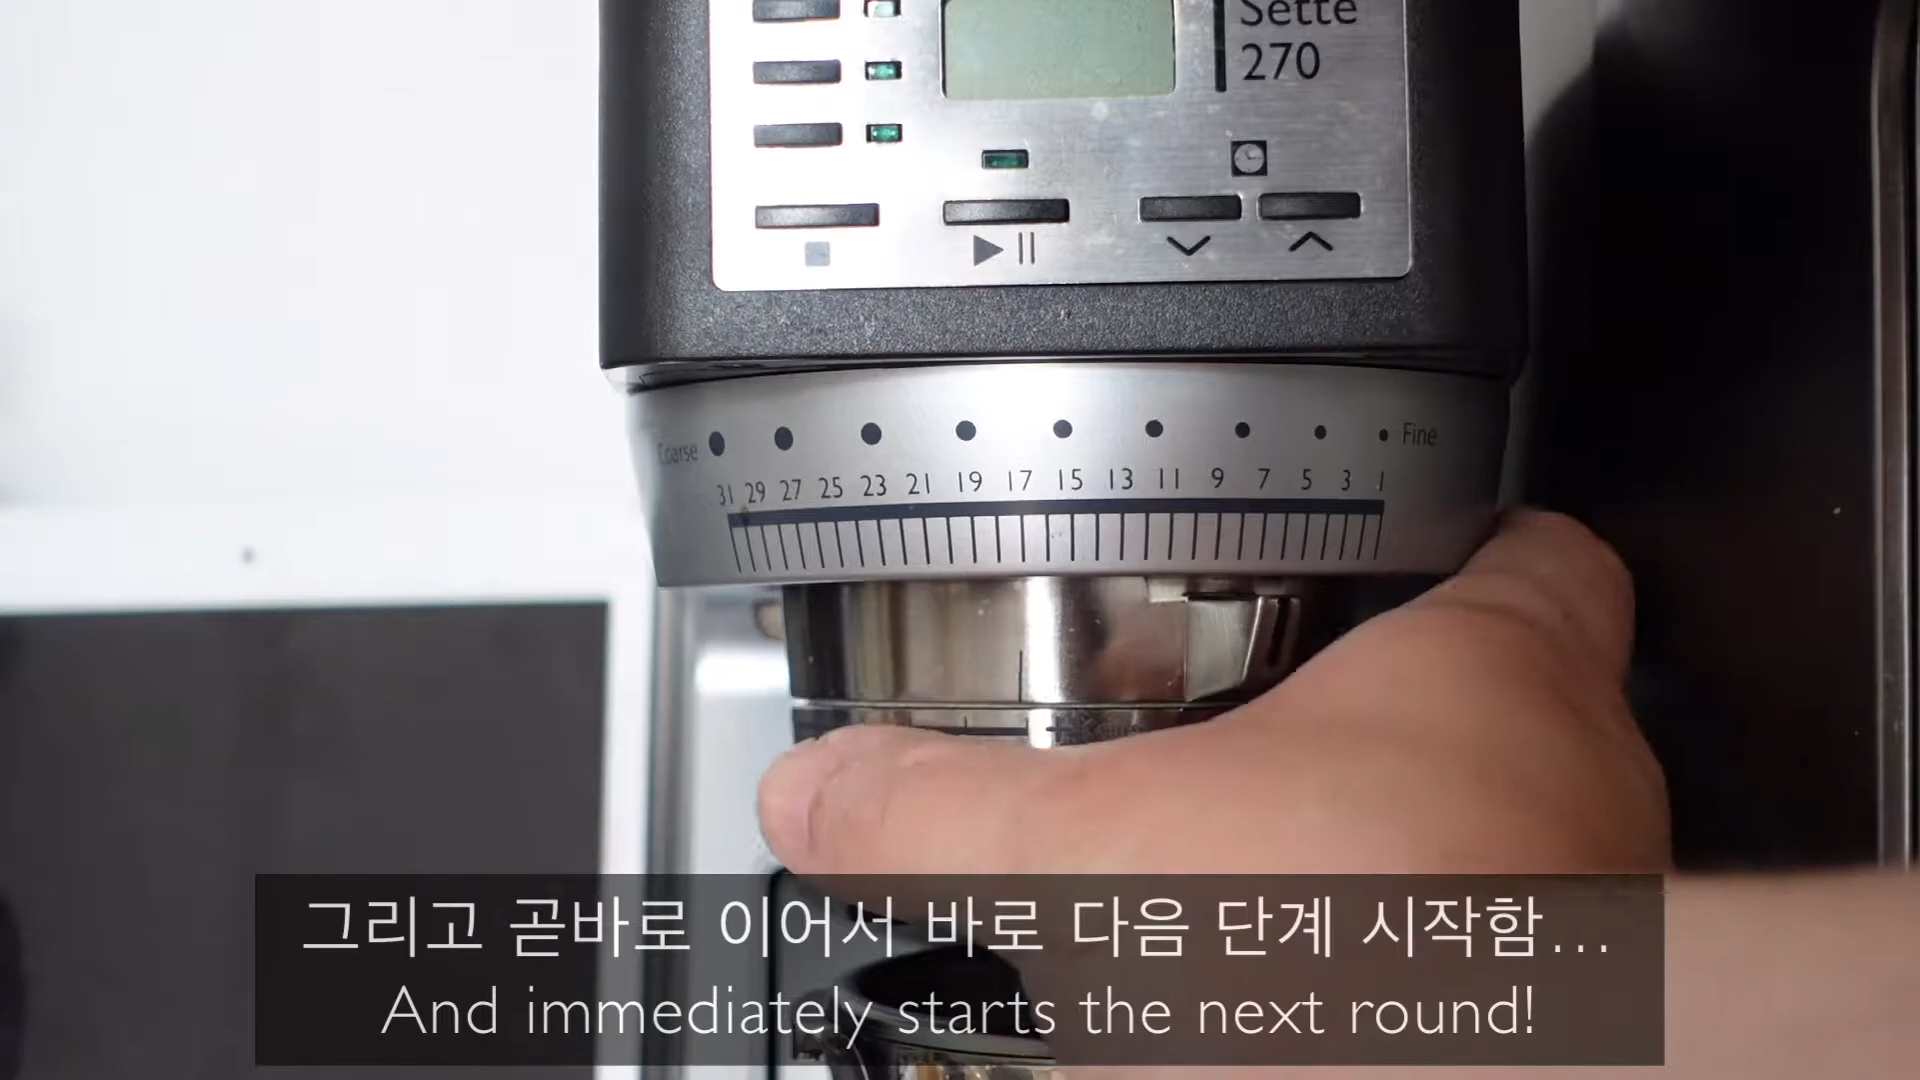 Sette
270
Coarse
Fine
31 29 27 25 23 21 19 17 15 13 11 9 7 5 3 1
그리고 곧바로 이어서 바로 다음 단계 시작함...
And immediately starts the next round!